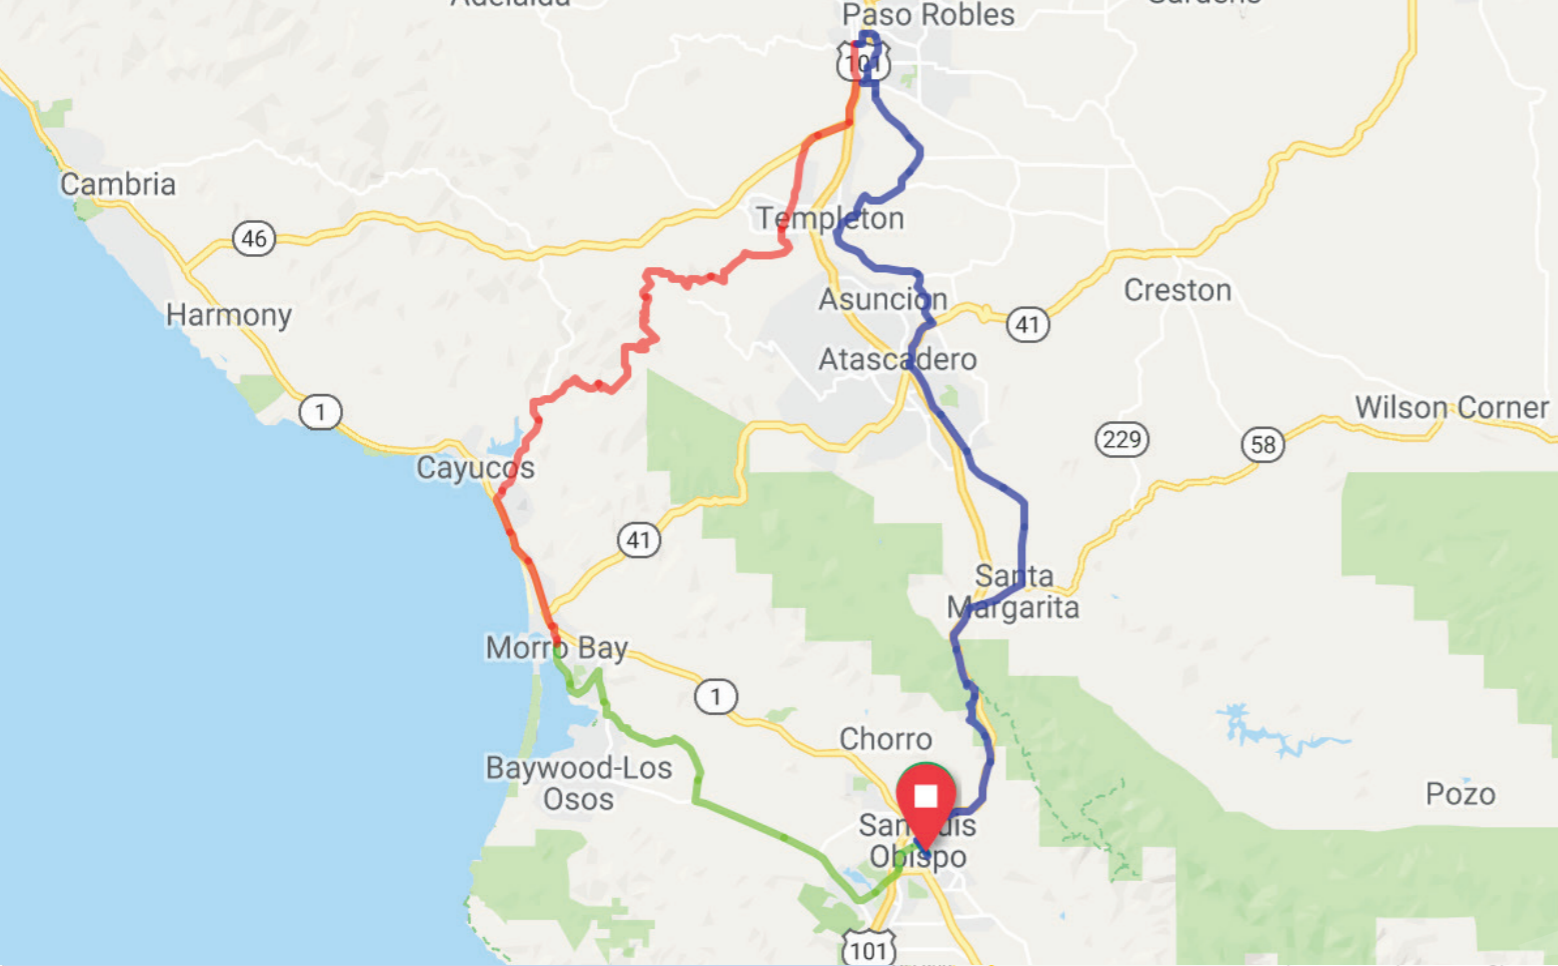 Paso Robles
101
Cambria
46
Templeton
Harmony
Asuncion
Creston
41
Atascadero
1
Wilson Corner
229
58
Cayucos
41
Santa
Margarita
Morro Bay
1
Chorro
Baywood-Los
Osos
Pozo
San Luis
Obispo
101